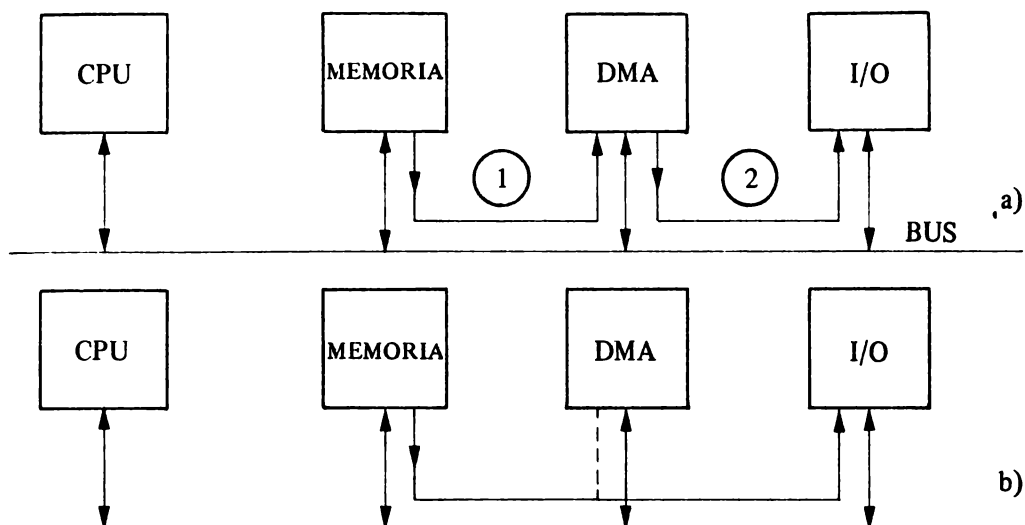 CPU MEMORIA DMA I/O
1 2
a)
BUS
CPU MEMORIA DMA I/O
b)